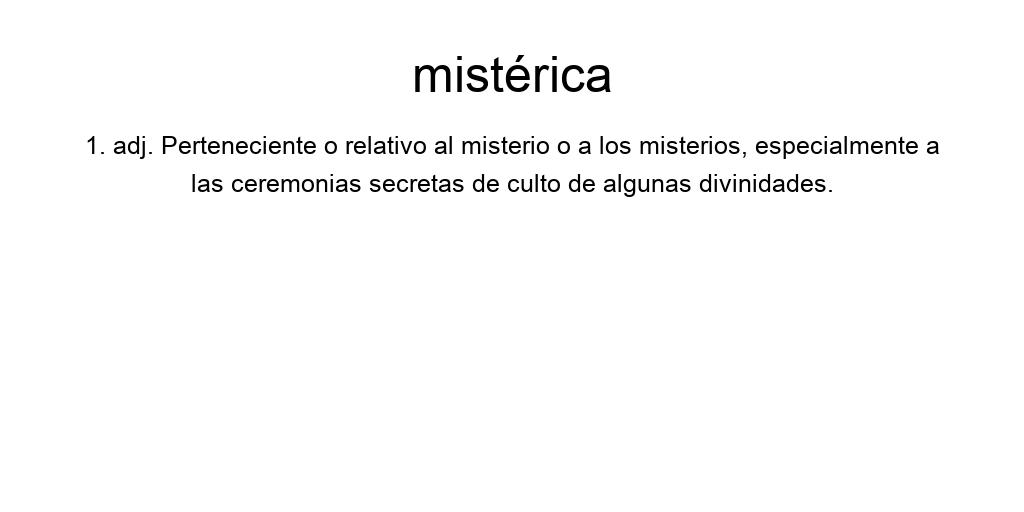 mistérica
1. adj. Perteneciente o relativo al misterio o a los misterios, especialmente a
las ceremonias secretas de culto de algunas divinidades.